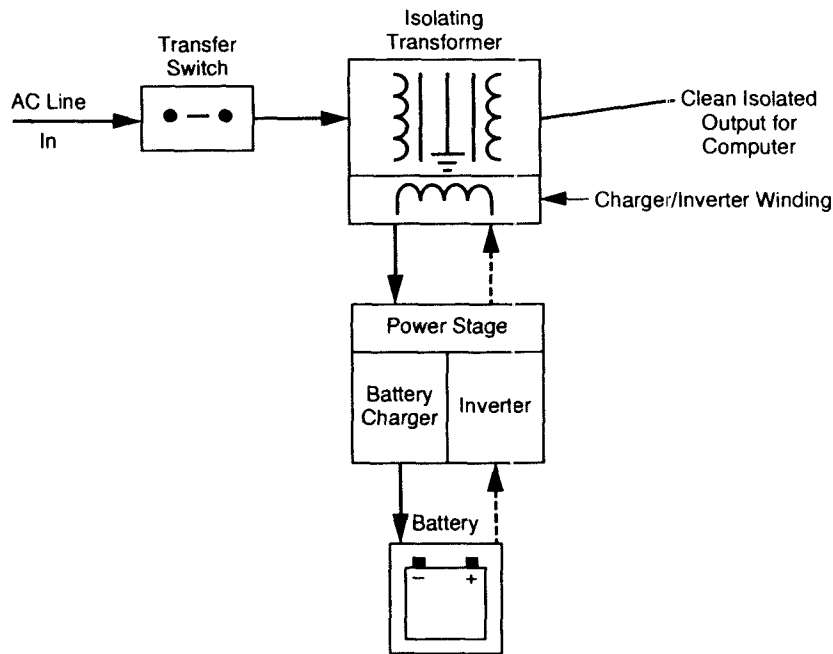 Isolating
Transformer
Transfer
Switch
AC Line
In
Clean Isolated
Output for
Computer
Charger/Inverter Winding
Power Stage
Battery
Charger
Inverter
Battery
- +